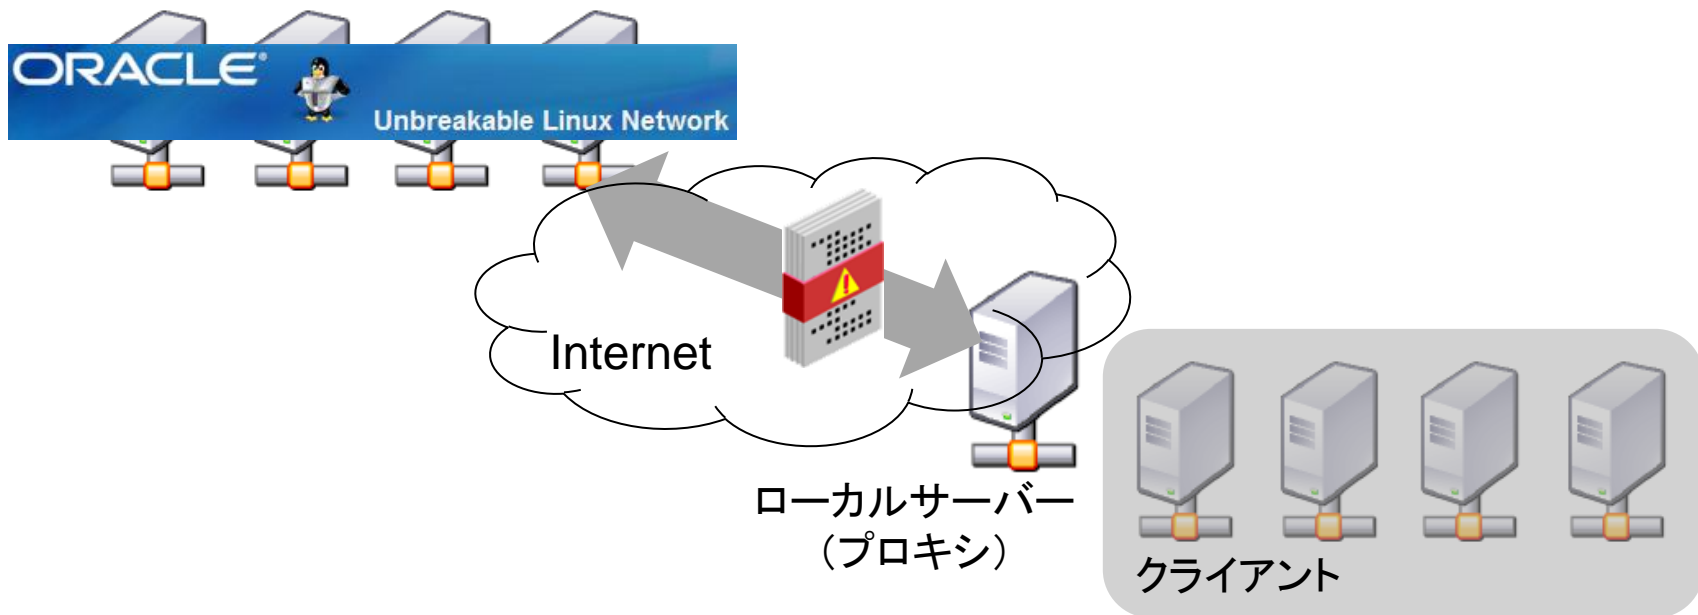 ORACLE®
Unbreakable Linux Network
Internet
ローカルサーバー
（プロキシ）
クライアント